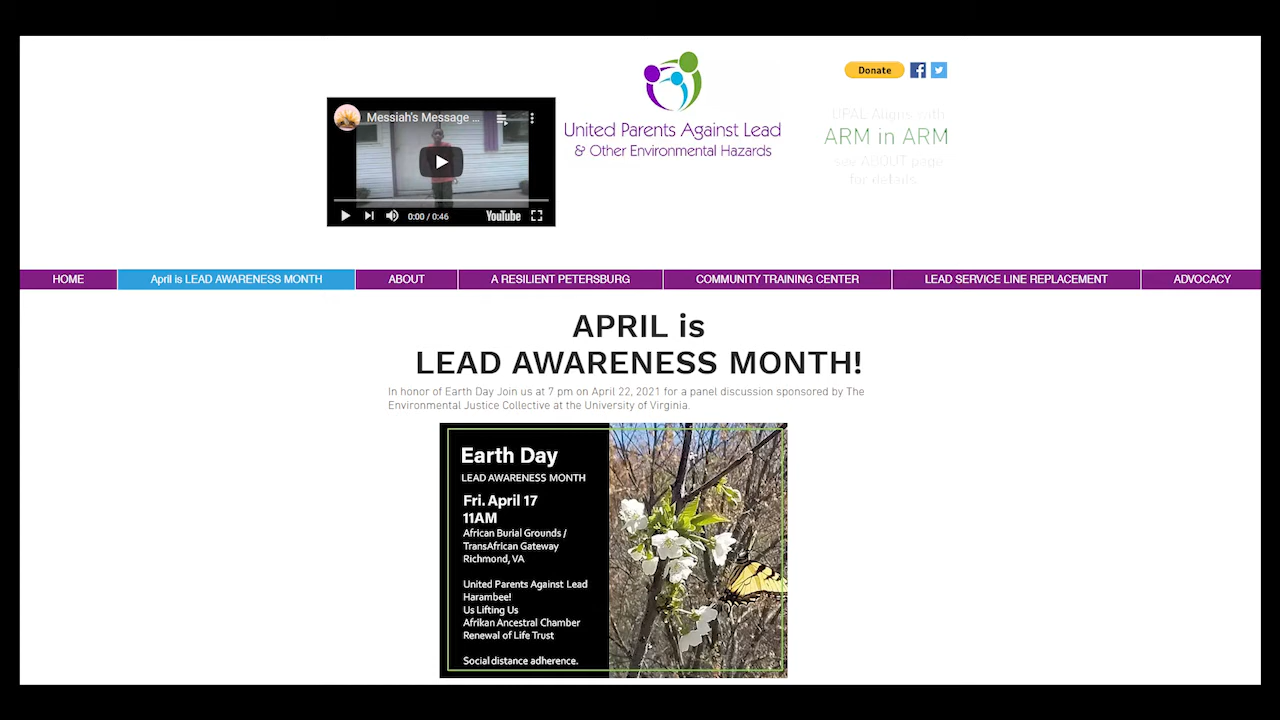 Messiah's Message ...
0:00 / 0:46
YouTube
United Parents Against Lead
& Other Environmental Hazards
Donate
UPAL Aligns with
ARM in ARM
see ABOUT page
for details
HOME
April is LEAD AWARENESS MONTH
ABOUT
A RESILIENT PETERSBURG
COMMUNITY TRAINING CENTER
LEAD SERVICE LINE REPLACEMENT
ADVOCACY
APRIL is
LEAD AWARENESS MONTH!
In honor of Earth Day Join us at 7 pm on April 22, 2021 for a panel discussion sponsored by The
Environmental Justice Collective at the University of Virginia.
Earth Day
LEAD AWARENESS MONTH
Fri. April 17
11AM
African Burial Grounds /
TransAfrican Gateway
Richmond, VA
United Parents Against Lead
Harambee!
Us Lifting Us
Afrikan Ancestral Chamber
Renewal of Life Trust
Social distance adherence.